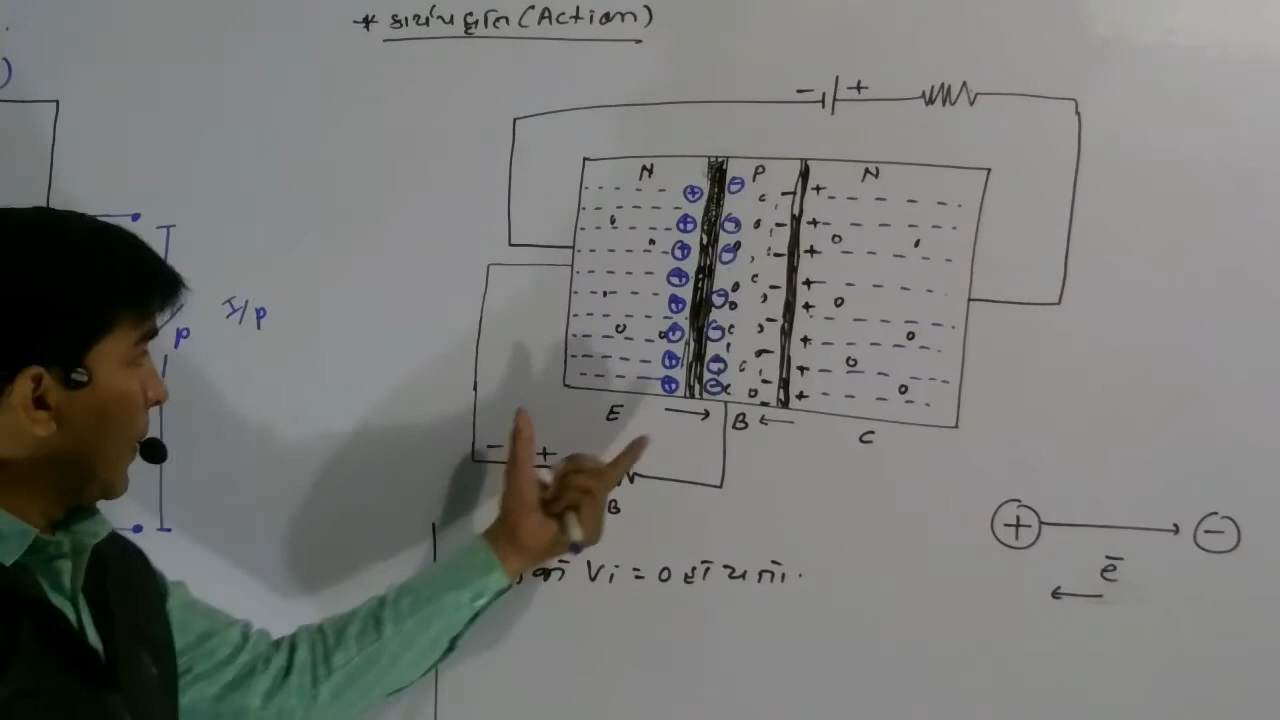 * કાર્યપદ્ધતિ (Action)
)
- +
N P N
I/p
P
E → B ← C
- +
B
+ → -
ē
←
Vi = 0 હોય તો.